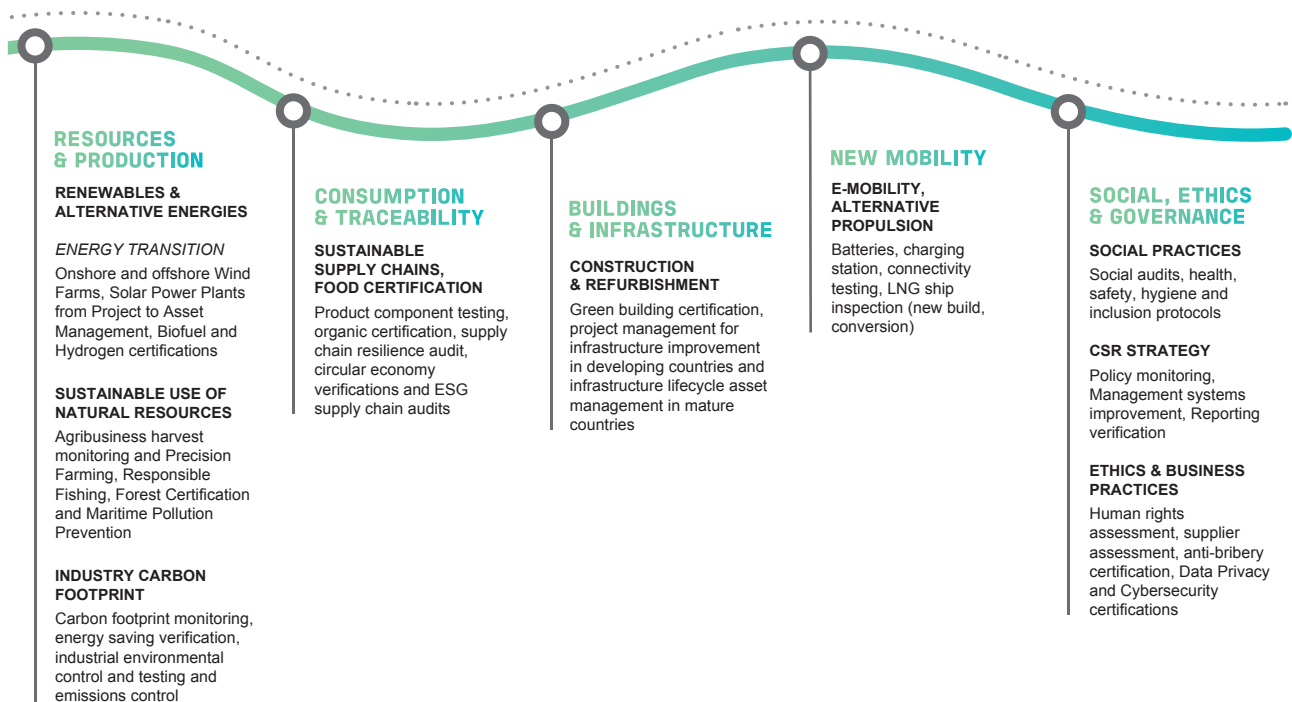 RESOURCES
& PRODUCTION
RENEWABLES &
ALTERNATIVE ENERGIES
ENERGY TRANSITION
Onshore and offshore Wind
Farms, Solar Power Plants
from Project to Asset
Management, Biofuel and
Hydrogen certifications
SUSTAINABLE USE OF
NATURAL RESOURCES
Agribusiness harvest
monitoring and Precision
Farming, Responsible
Fishing, Forest Certification
and Maritime Pollution
Prevention
INDUSTRY CARBON
FOOTPRINT
Carbon footprint monitoring,
energy saving verification,
industrial environmental
control and testing and
emissions control
CONSUMPTION
& TRACEABILITY
SUSTAINABLE
SUPPLY CHAINS,
FOOD CERTIFICATION
Product component testing,
organic certification, supply
chain resilience audit,
circular economy
verifications and ESG
supply chain audits
BUILDINGS
& INFRASTRUCTURE
CONSTRUCTION
& REFURBISHMENT
Green building certification,
project management for
infrastructure improvement
in developing countries and
infrastructure lifecycle asset
management in mature
countries
NEW MOBILITY
E-MOBILITY,
ALTERNATIVE
PROPULSION
Batteries, charging
station, connectivity
testing, LNG ship
inspection (new build,
conversion)
SOCIAL, ETHICS
& GOVERNANCE
SOCIAL PRACTICES
Social audits, health,
safety, hygiene and
inclusion protocols
CSR STRATEGY
Policy monitoring,
Management systems
improvement, Reporting
verification
ETHICS & BUSINESS
PRACTICES
Human rights
assessment, supplier
assessment, anti-bribery
certification, Data Privacy
and Cybersecurity
certifications